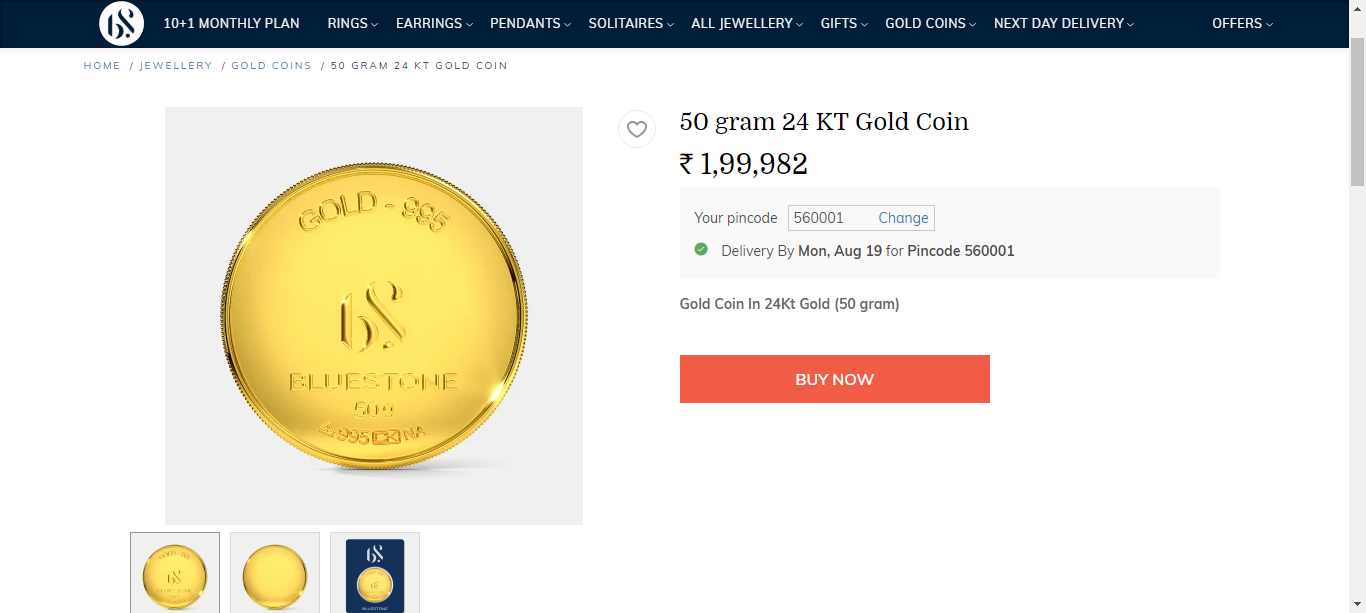 10+1 MONTHLY PLAN RINGS EARRINGS PENDANTS SOLITAIRES ALL JEWELLERY GIFTS GOLD COINS NEXT DAY DELIVERY OFFERS
HOME / JEWELLERY / GOLD COINS / 50 GRAM 24 KT GOLD COIN
50 gram 24 KT Gold Coin
₹ 1,99,982
Your pincode 560001 Change
Delivery By Mon, Aug 19 for Pincode 560001
Gold Coin In 24Kt Gold (50 gram)
BUY NOW
GOLD - 995
BLUESTONE
50g
995 CK NA
BLUESTONE